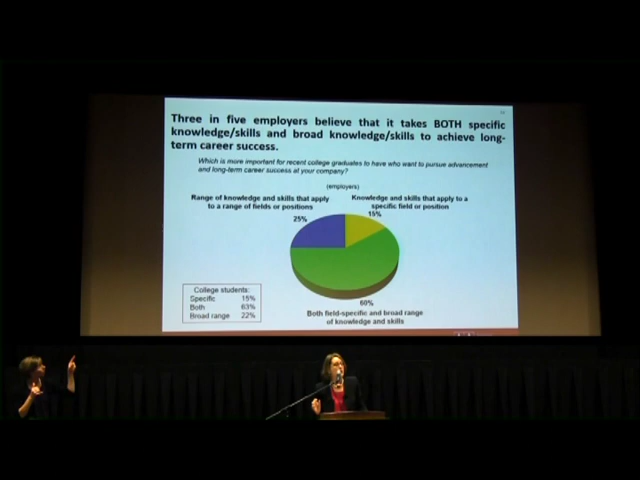 Three in five employers believe that it takes BOTH specific
knowledge/skills and broad knowledge/skills to achieve long-
term career success.
Which is more important for recent college graduates to have who want to pursue advancement
and long-term career success at your company?
(employers)
Range of knowledge and skills that apply
to a range of fields or positions
25%
Knowledge and skills that apply to a
specific field or position
15%
60%
Both field-specific and broad range
of knowledge and skills
College students:
Specific 15%
Both 63%
Broad range 22%